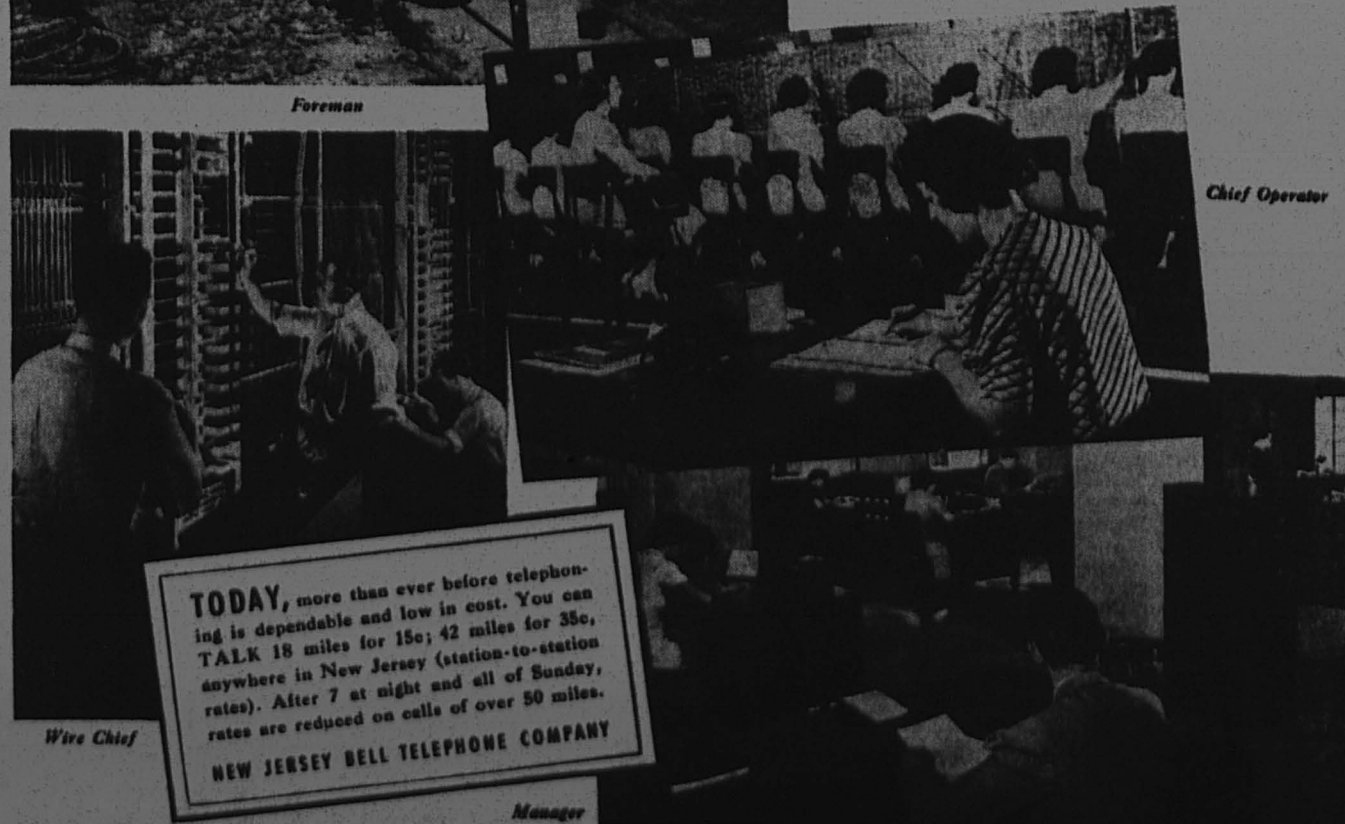 Foreman
Chief Operator
TODAY, more than ever before telephon-
ing is dependable and low in cost. You can
TALK 18 miles for 15c; 42 miles for 35c,
anywhere in New Jersey (station-to-station
rates). After 7 at night and all of Sunday,
rates are reduced on calls of over 50 miles.
NEW JERSEY BELL TELEPHONE COMPANY
Wire Chief
Manager